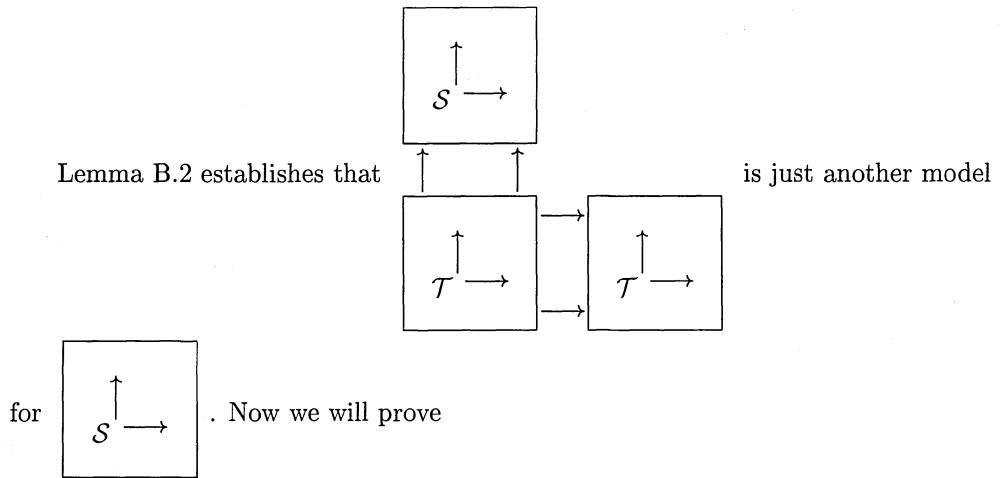 𝒮
Lemma B.2 establishes that is just another model
𝒯 𝒯
for 𝒮 . Now we will prove